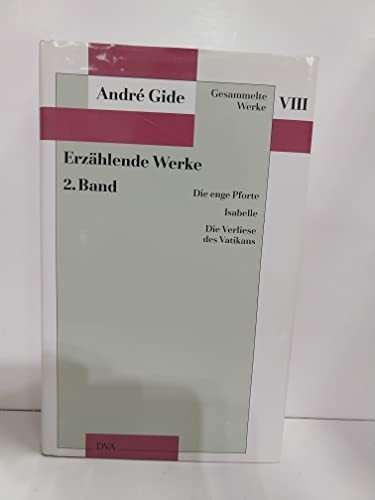 André Gide
Gesammelte
Werke
VIII
Erzählende Werke
2. Band
Die enge Pforte
Isabelle
Die Verliese
des Vatikans
DVA